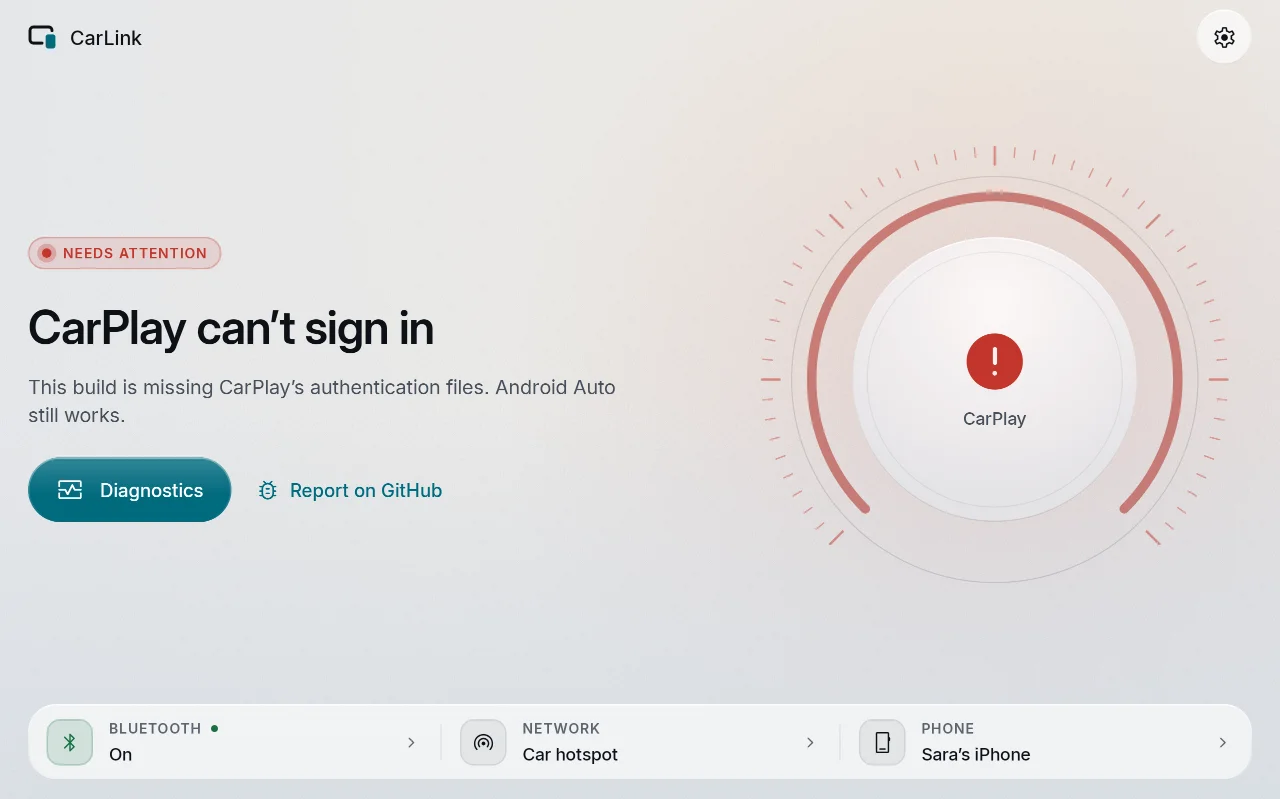 CarLink
NEEDS ATTENTION
CarPlay can’t sign in
This build is missing CarPlay’s authentication files. Android Auto
still works.
Diagnostics
Report on GitHub
CarPlay
BLUETOOTH
On
NETWORK
Car hotspot
PHONE
Sara’s iPhone